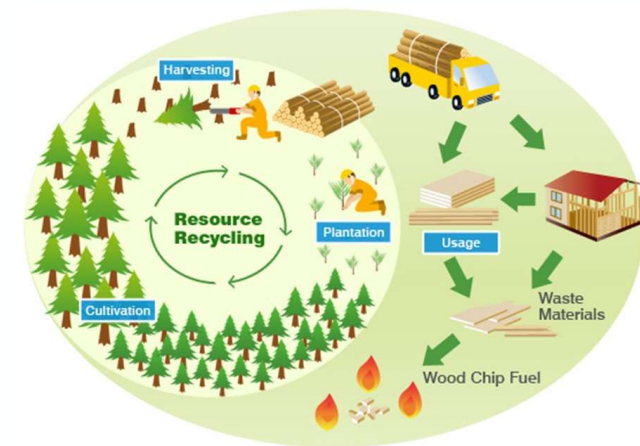 Harvesting
Resource
Recycling
Plantation
Cultivation
Usage
Waste
Materials
Wood Chip Fuel